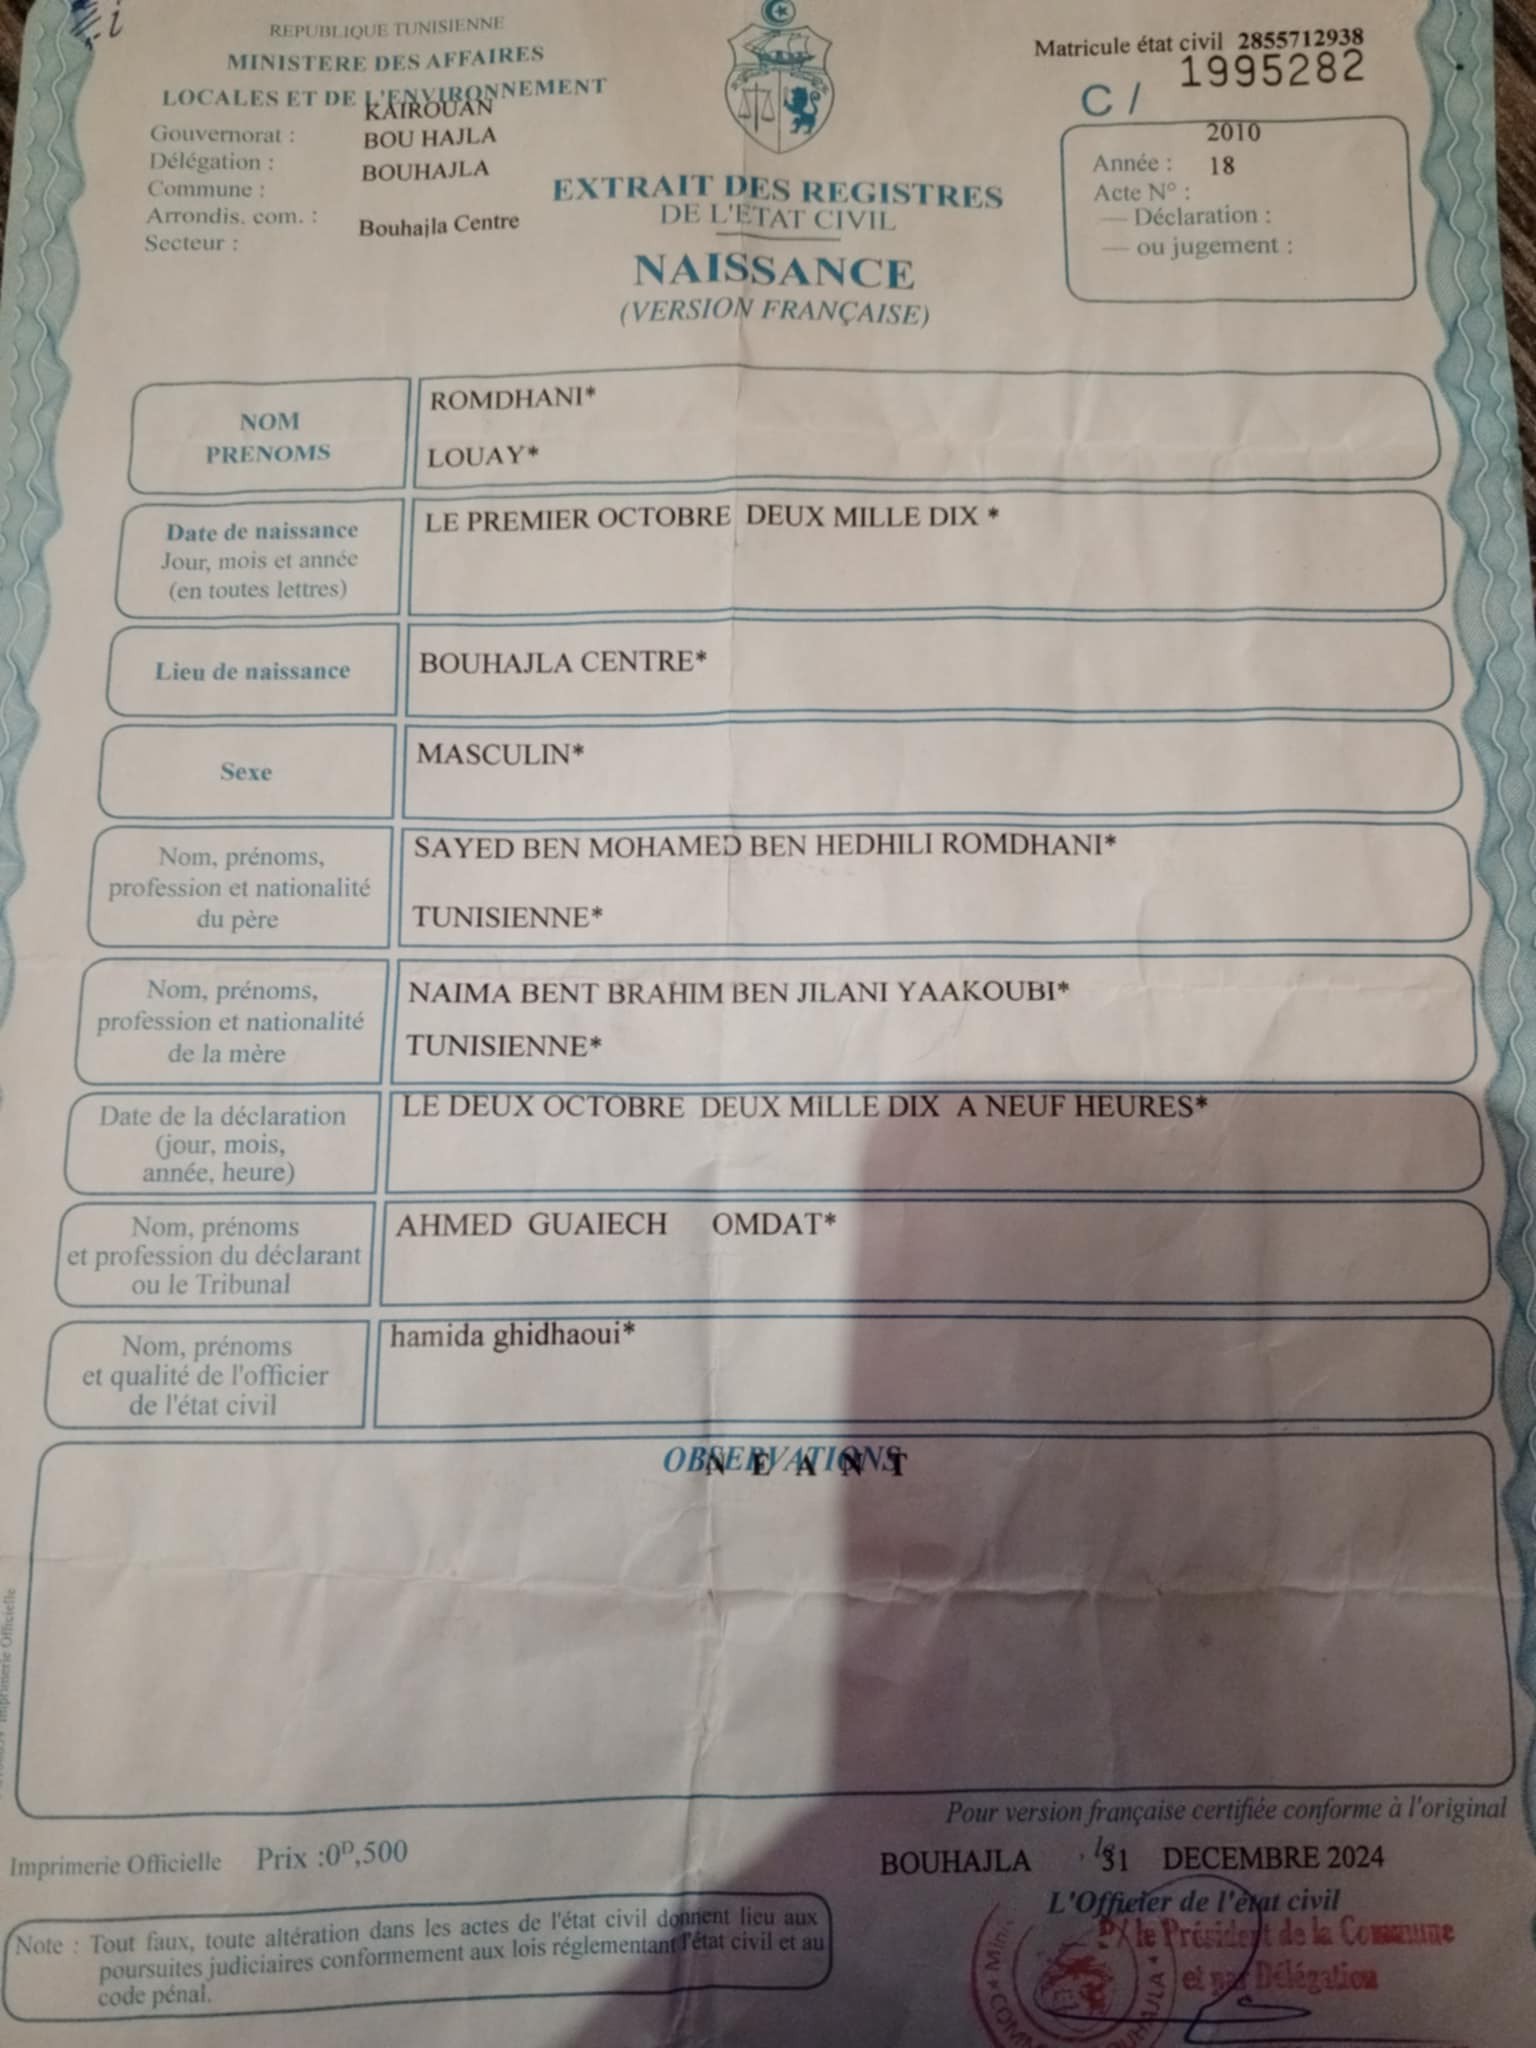 REPUBLIQUE TUNISIENNE
MINISTERE DES AFFAIRES
LOCALES ET DE L'ENVIRONNEMENT
Gouvernorat : KAIROUAN
Délégation : BOU HAJLA
Commune : BOUHAJLA
Arrondis. com. :
Secteur : Bouhajla Centre
Matricule état civil 2855712938
C / 1995282
Année : 2010
Acte N° : 18
— Déclaration :
— ou jugement :
EXTRAIT DES REGISTRES
DE L'ETAT CIVIL
NAISSANCE
(VERSION FRANÇAISE)
NOM
PRENOMS
ROMDHANI*
LOUAY*
Date de naissance
Jour, mois et année
(en toutes lettres)
LE PREMIER OCTOBRE DEUX MILLE DIX *
Lieu de naissance
BOUHAJLA CENTRE*
Sexe
MASCULIN*
Nom, prénoms,
profession et nationalité
du père
SAYED BEN MOHAMED BEN HEDHILI ROMDHANI*
TUNISIENNE*
Nom, prénoms,
profession et nationalité
de la mère
NAIMA BENT BRAHIM BEN JILANI YAAKOUBI*
TUNISIENNE*
Date de la déclaration
(jour, mois,
année, heure)
LE DEUX OCTOBRE DEUX MILLE DIX A NEUF HEURES*
Nom, prénoms
et profession du déclarant
ou le Tribunal
AHMED GUAIECH OMDAT*
Nom, prénoms
et qualité de l'officier
de l'état civil
hamida ghidhaoui*
OBSERVATIONS
N E A N T
Imprimerie Officielle
Pour version française certifiée conforme à l'original
Imprimerie Officielle Prix :0ᴰ,500
BOUHAJLA , le 31 DECEMBRE 2024
L'Officier de l'état civil
P/ le Président de la Commune
et par Délégation
Note : Tout faux, toute altération dans les actes de l'état civil donnent lieu aux
poursuites judiciaires conformement aux lois réglementant l'état civil et au
code pénal.